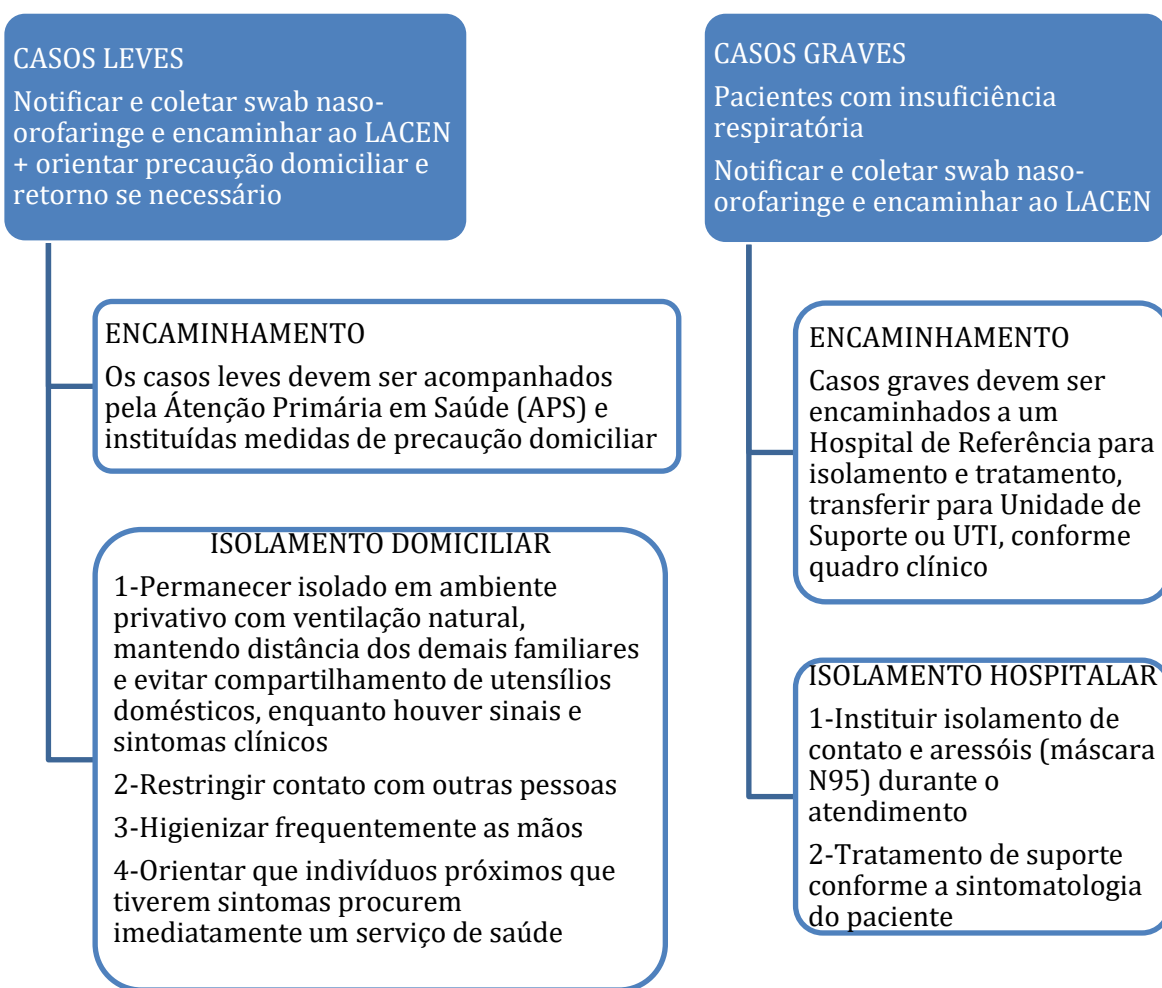 CASOS LEVES
Notificar e coletar swab naso-
orofaringe e encaminhar ao LACEN
+ orientar precaução domiciliar e
retorno se necessário
ENCAMINHAMENTO
Os casos leves devem ser acompanhados
pela Átenção Primária em Saúde (APS) e
instituídas medidas de precaução domiciliar
ISOLAMENTO DOMICILIAR
1-Permanecer isolado em ambiente
privativo com ventilação natural,
mantendo distância dos demais familiares
e evitar compartilhamento de utensílios
domésticos, enquanto houver sinais e
sintomas clínicos
2-Restringir contato com outras pessoas
3-Higienizar frequentemente as mãos
4-Orientar que indivíduos próximos que
tiverem sintomas procurem
imediatamente um serviço de saúde
CASOS GRAVES
Pacientes com insuficiência
respiratória
Notificar e coletar swab naso-
orofaringe e encaminhar ao LACEN
ENCAMINHAMENTO
Casos graves devem ser
encaminhados a um
Hospital de Referência para
isolamento e tratamento,
transferir para Unidade de
Suporte ou UTI, conforme
quadro clínico
ISOLAMENTO HOSPITALAR
1-Instituir isolamento de
contato e aressóis (máscara
N95) durante o
atendimento
2-Tratamento de suporte
conforme a sintomatologia
do paciente